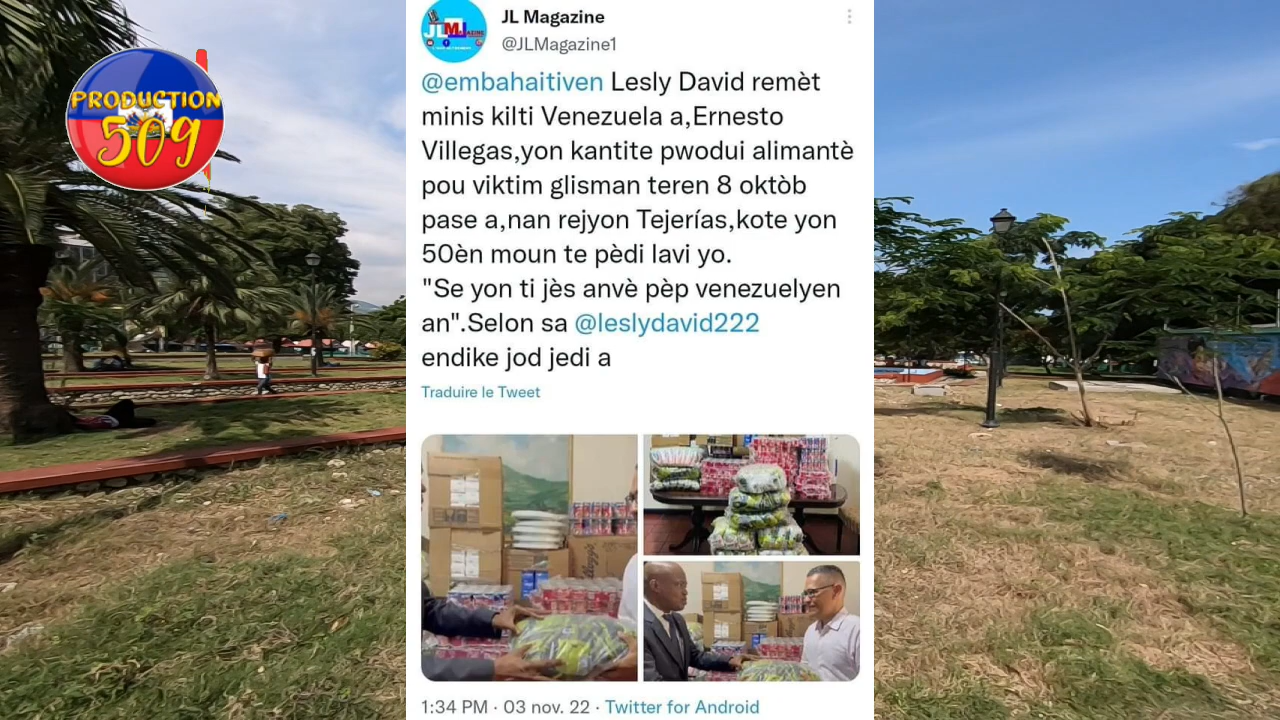 PRODUCTION
509
JL Magazine
@JLMagazine1
@embahaitiven Lesly David remèt
minis kilti Venezuela a,Ernesto
Villegas,yon kantite pwodui alimantè
pou viktim glisman teren 8 oktòb
pase a,nan rejyon Tejerías,kote yon
50èn moun te pèdi lavi yo.
"Se yon ti jès anvè pèp venezuelyen
an".Selon sa @leslydavid222
endike jod jedi a
Traduire le Tweet
1:34 PM · 03 nov. 22 · Twitter for Android